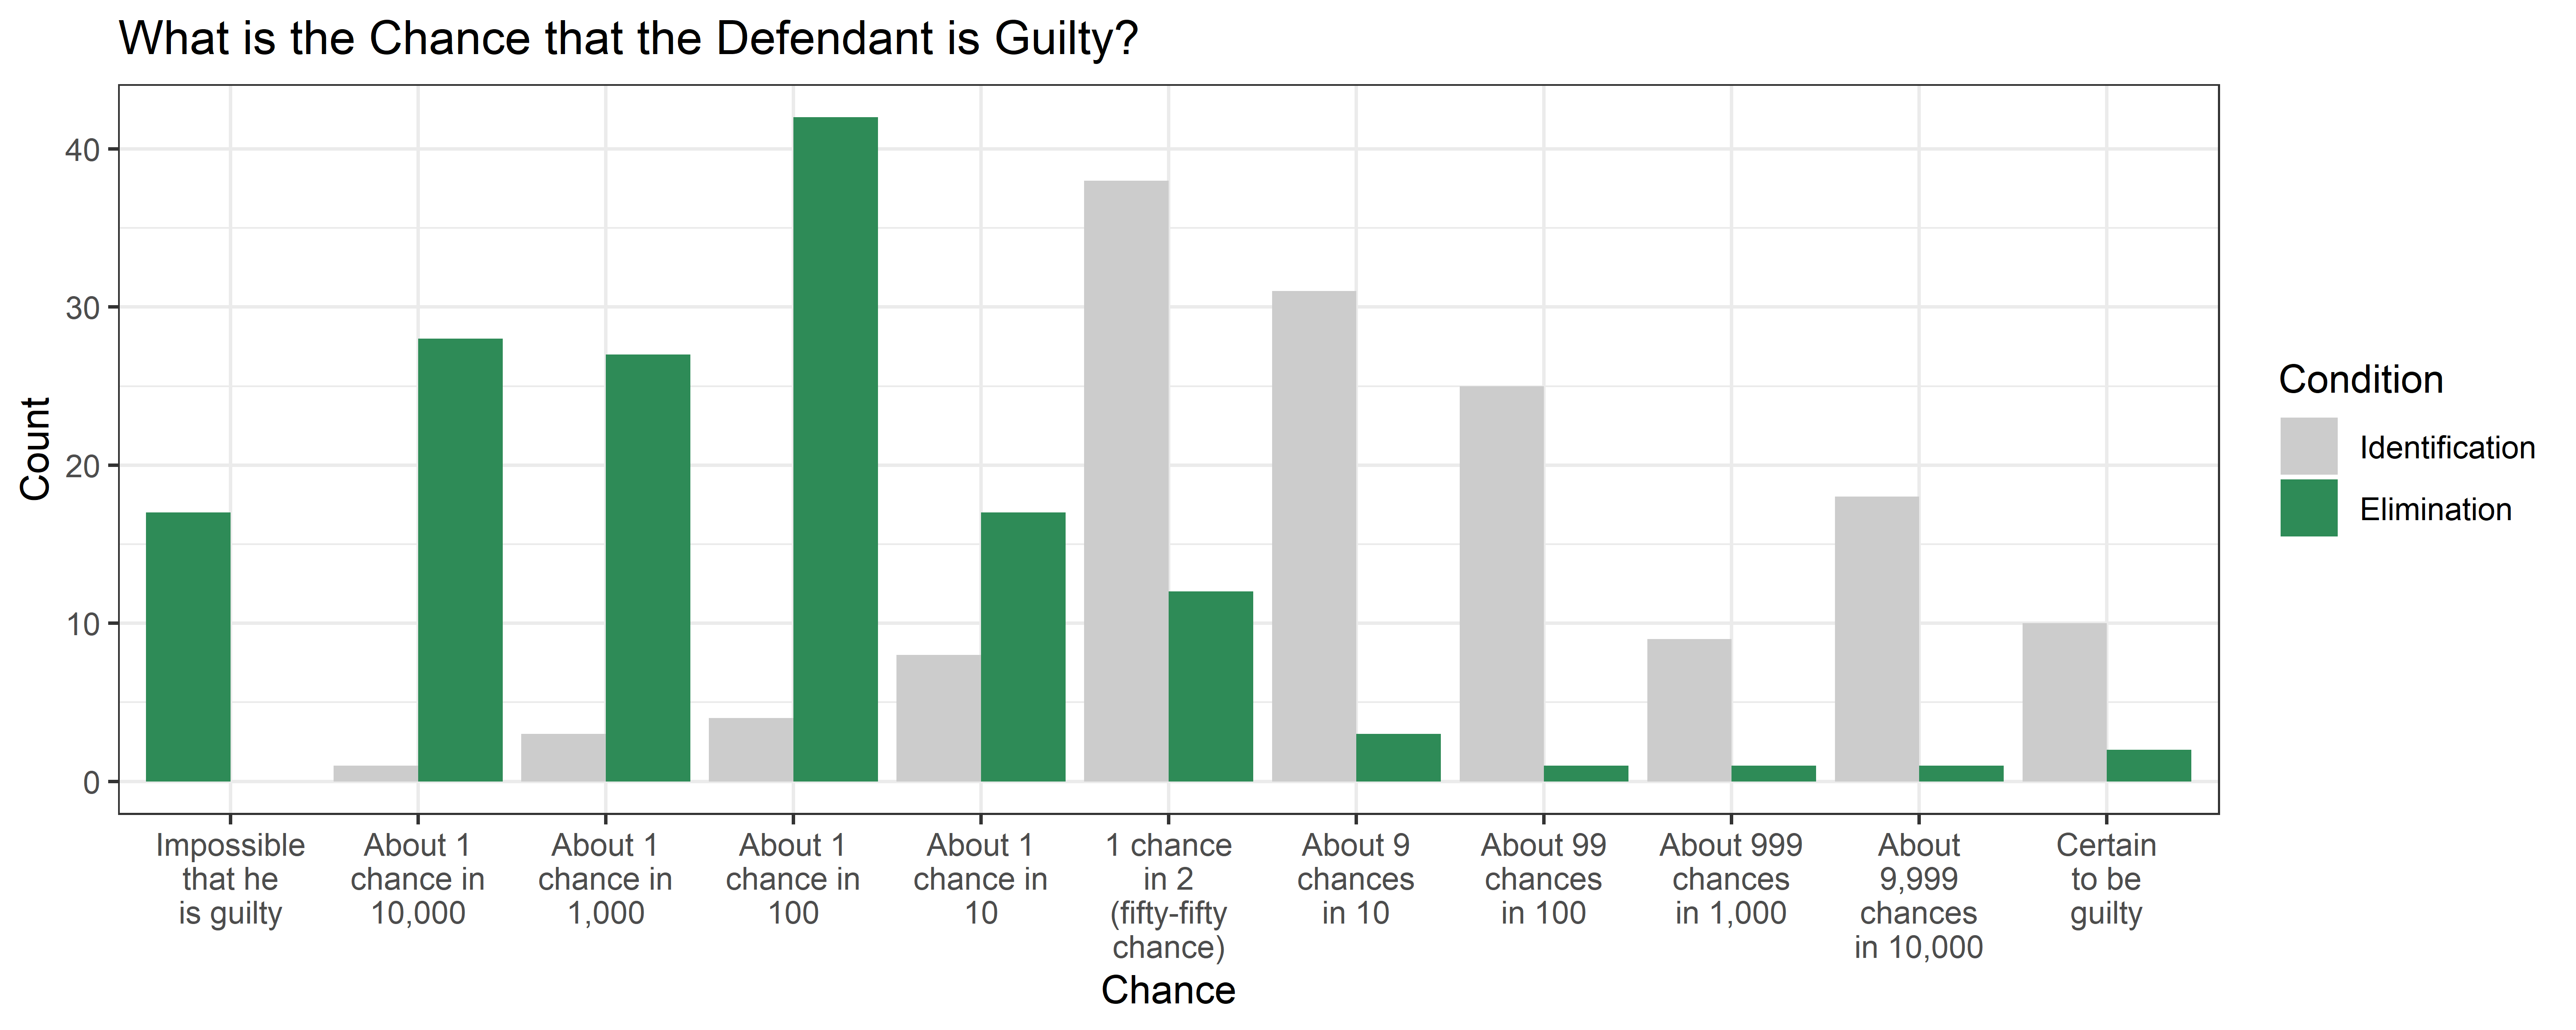 What is the Chance that the Defendant is Guilty?
40
30
20
10
0
Count
Impossible
that he
is guilty
About 1
chance in
10,000
About 1
chance in
1,000
About 1
chance in
100
About 1
chance in
10
1 chance
in 2
(fifty-fifty
chance)
About 9
chances
in 10
About 99
chances
in 100
About 999
chances
in 1,000
About
9,999
chances
in 10,000
Certain
to be
guilty
Chance
Condition
Identification
Elimination